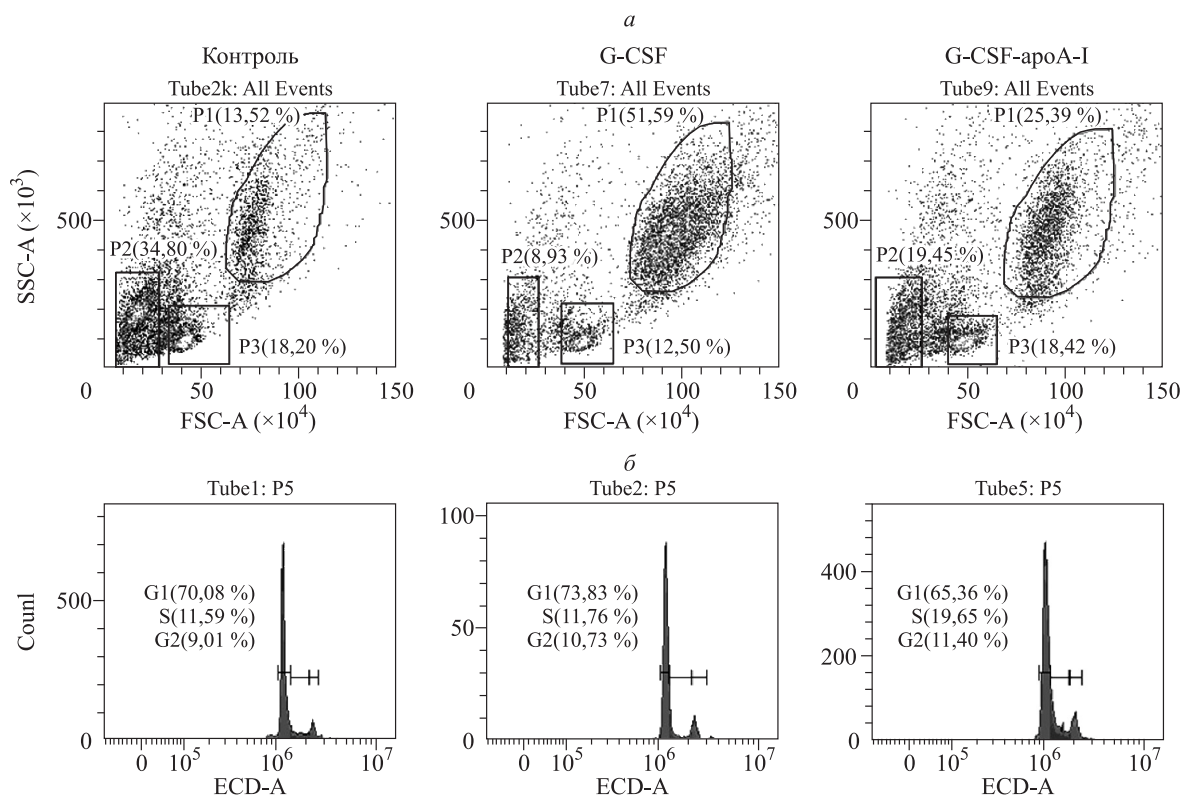 а
Контроль
G-CSF
G-CSF-apoA-I
Tube2k: All Events
Tube7: All Events
Tube9: All Events
P1(13,52 %)
P1(51,59 %)
P1(25,39 %)
SSC-A (×10³)
500
500
500
P2(34,80 %)
P2(8,93 %)
P2(19,45 %)
P3(18,20 %)
P3(12,50 %)
P3(18,42 %)
0
50
100
150
0
50
100
150
0
50
100
150
FSC-A (×10⁴)
FSC-A (×10⁴)
FSC-A (×10⁴)
б
Tube1: P5
Tube2: P5
Tube5: P5
Counl
500
0
G1(70,08 %)
S(11,59 %)
G2(9,01 %)
100
50
0
G1(73,83 %)
S(11,76 %)
G2(10,73 %)
400
200
0
G1(65,36 %)
S(19,65 %)
G2(11,40 %)
0 10⁵ 10⁶ 10⁷
0 10⁵ 10⁶ 10⁷
0 10⁵ 10⁶ 10⁷
ECD-A
ECD-A
ECD-A